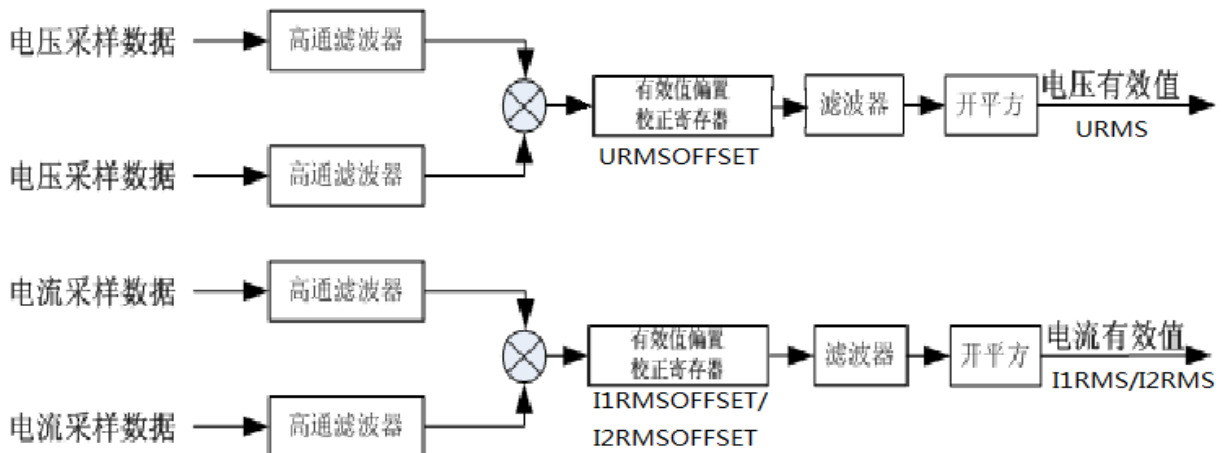 电压采样数据
高通滤波器
有效值偏置
校正寄存器
URMSOFFSET
滤波器
开平方
电压有效值
URMS
电压采样数据
高通滤波器
电流采样数据
高通滤波器
有效值偏置
校正寄存器
I1RMSOFFSET/
I2RMSOFFSET
滤波器
开平方
电流有效值
I1RMS/I2RMS
电流采样数据
高通滤波器